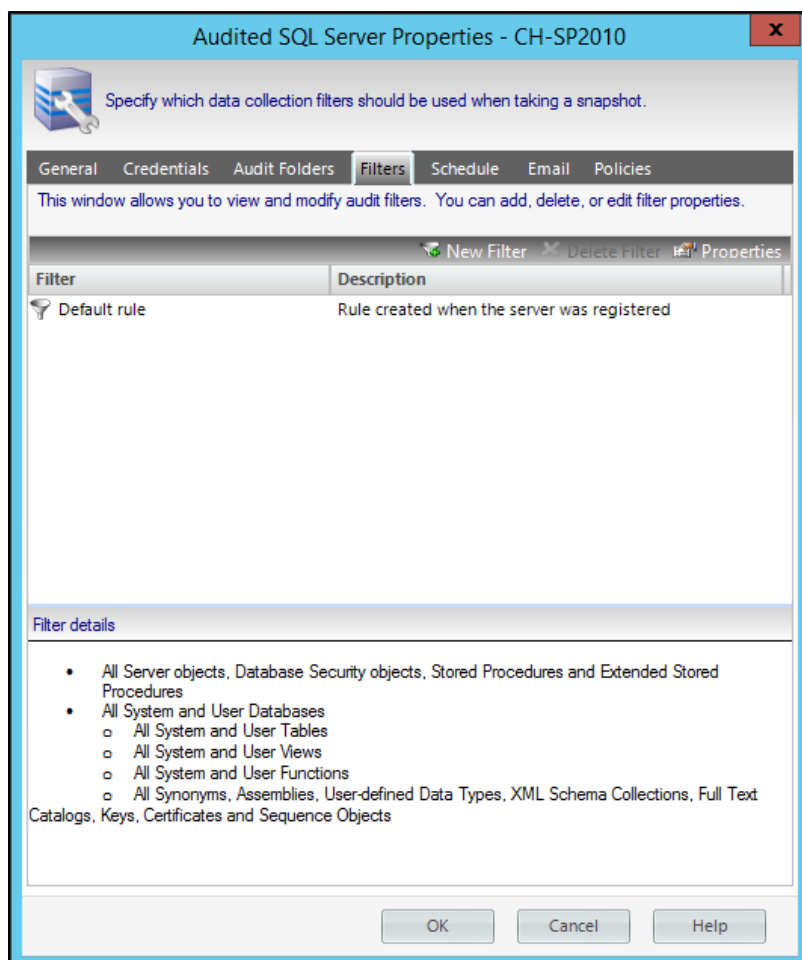 Audited SQL Server Properties - CH-SP2010
x
Specify which data collection filters should be used when taking a snapshot.
General Credentials Audit Folders Filters Schedule Email Policies
This window allows you to view and modify audit filters. You can add, delete, or edit filter properties.
New Filter Delete Filter Properties
Filter Description
Default rule Rule created when the server was registered
Filter details
• All Server objects, Database Security objects, Stored Procedures and Extended Stored
Procedures
• All System and User Databases
o All System and User Tables
o All System and User Views
o All System and User Functions
o All Synonyms, Assemblies, User-defined Data Types, XML Schema Collections, Full Text
Catalogs, Keys, Certificates and Sequence Objects
OK Cancel Help